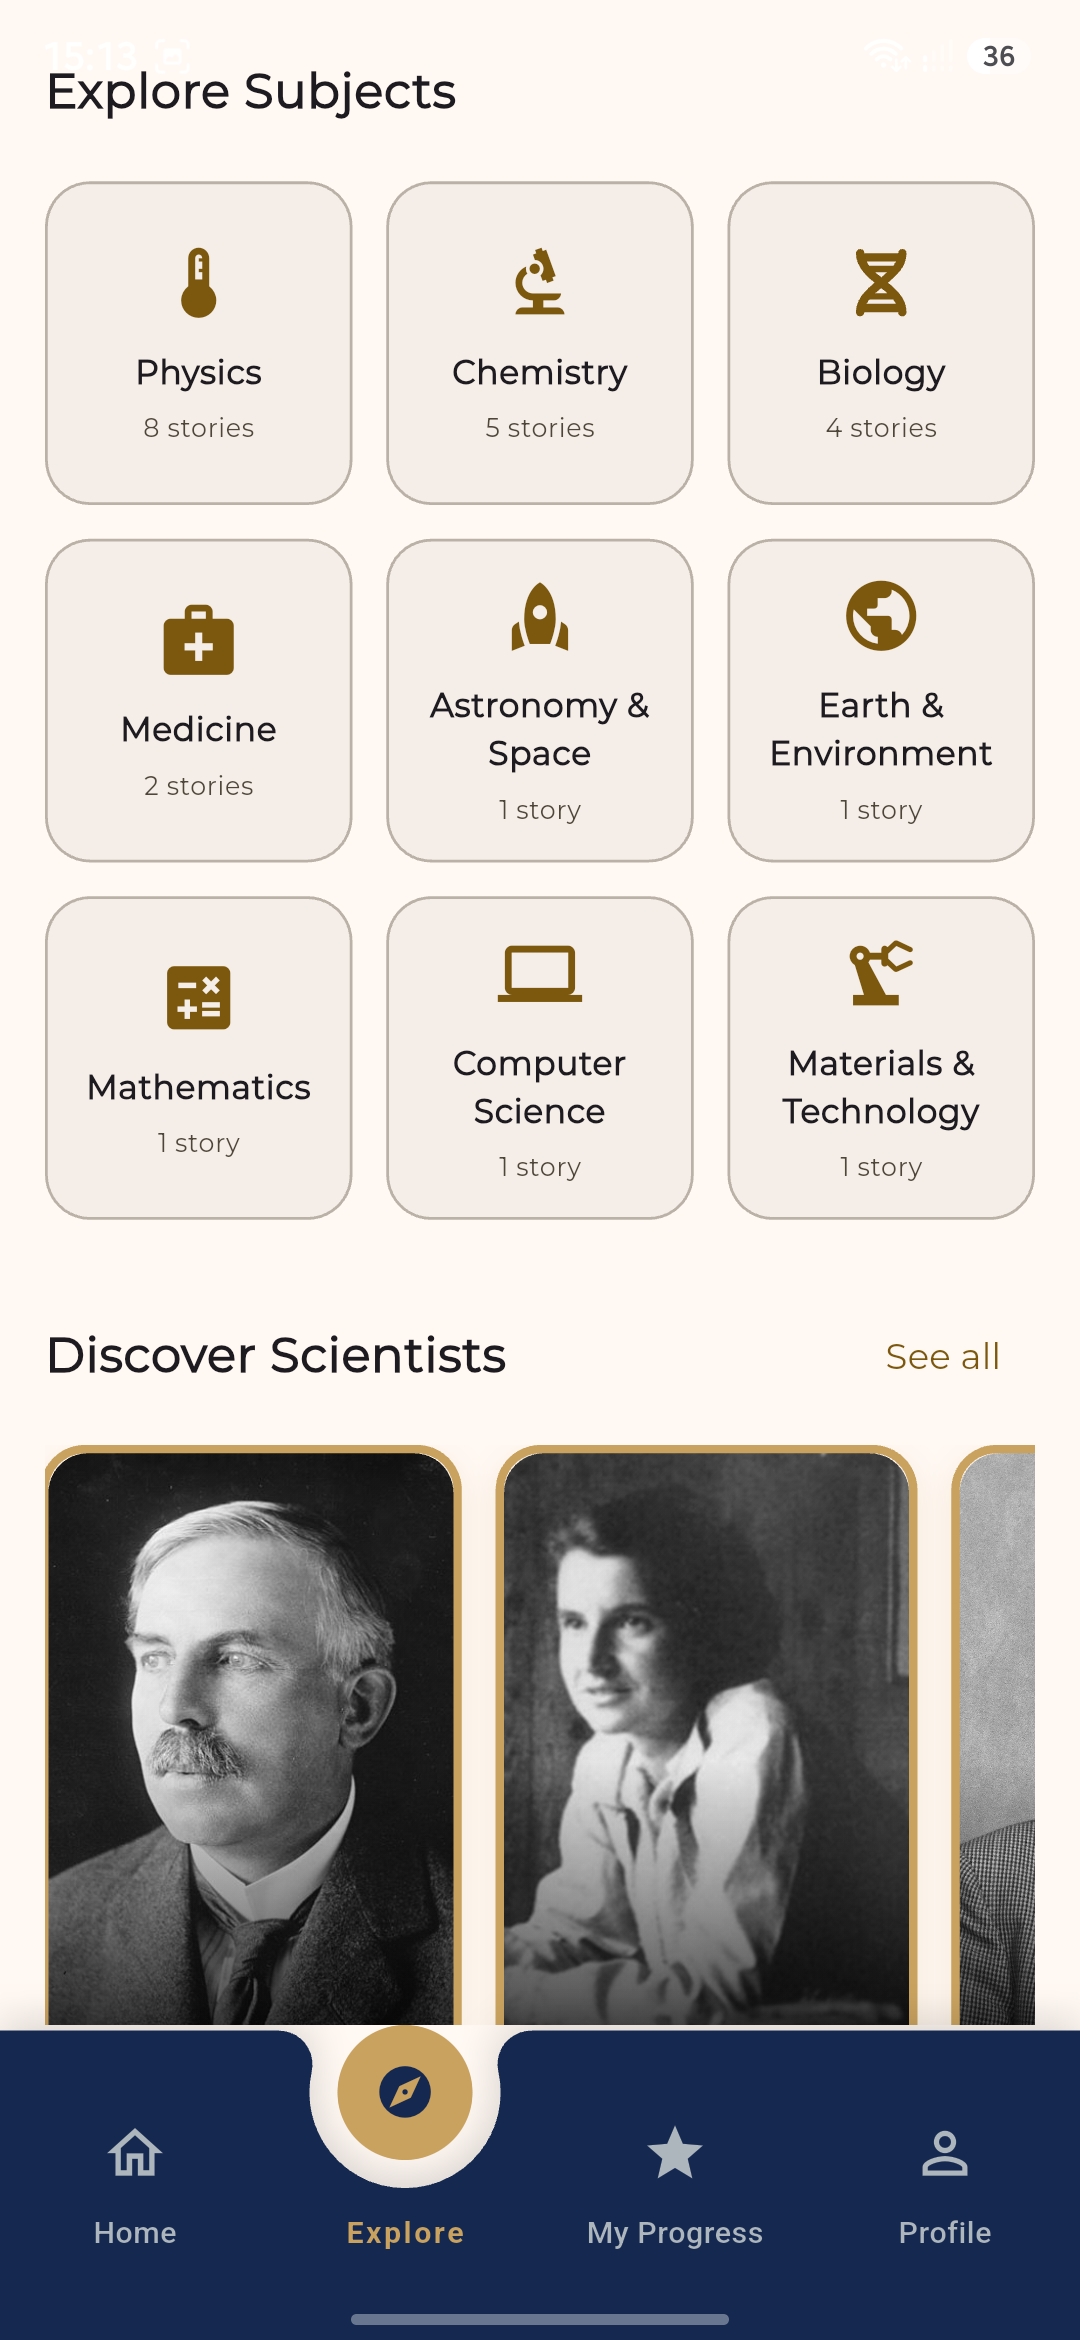 15:13
36
Explore Subjects
Physics
8 stories
Chemistry
5 stories
Biology
4 stories
Medicine
2 stories
Astronomy &
Space
1 story
Earth &
Environment
1 story
Mathematics
1 story
Computer
Science
1 story
Materials &
Technology
1 story
Discover Scientists
See all
Home
Explore
My Progress
Profile